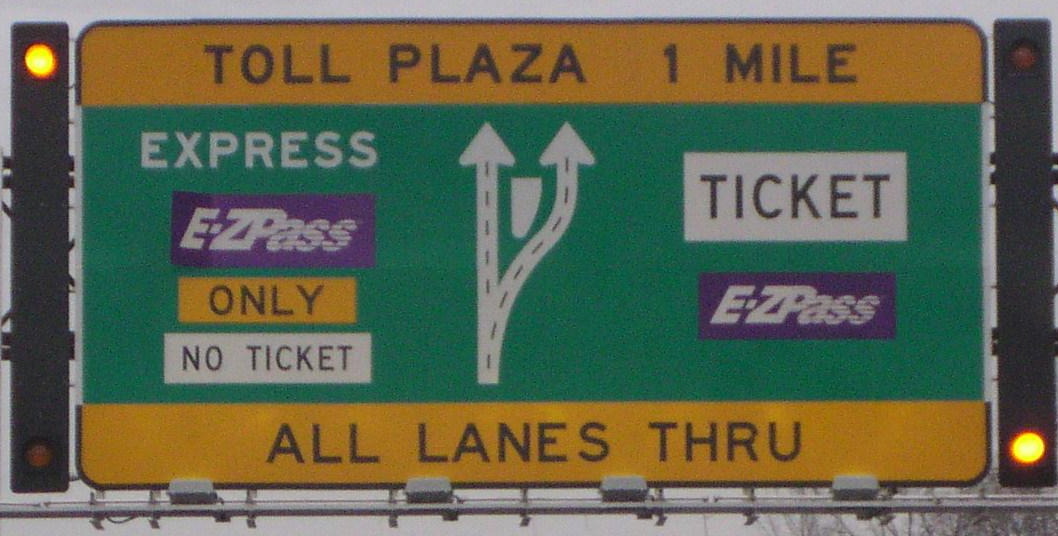 TOLL PLAZA 1 MILE
EXPRESS
E-ZPass
ONLY
NO TICKET
TICKET
E-ZPass
ALL LANES THRU